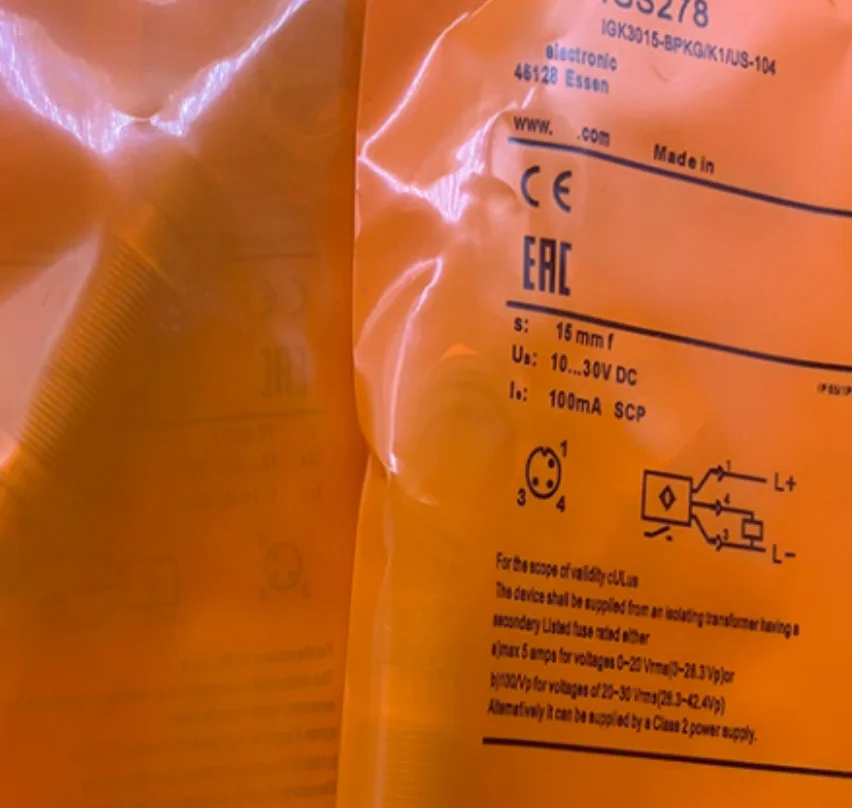 IGS278
IGK3015-BPKG/K1/US-104
electronic
45128 Essen
www. .com Made in
CE
EAC
s: 15 mm f
UB: 10...30V DC
Ie: 100mA SCP
1
3 4
1 L+
4
3 L-
For the scope of validity cULus
The device shall be supplied from an isolating transformer having a
secondary Listed fuse rated either
a)max 5 amps for voltages 0~20 Vrms(0~28.3 Vp)or
b)100/Vp for voltages of 20~30 Vrms(28.3~42.4Vp)
Alternatively it can be supplied by a Class 2 power supply.